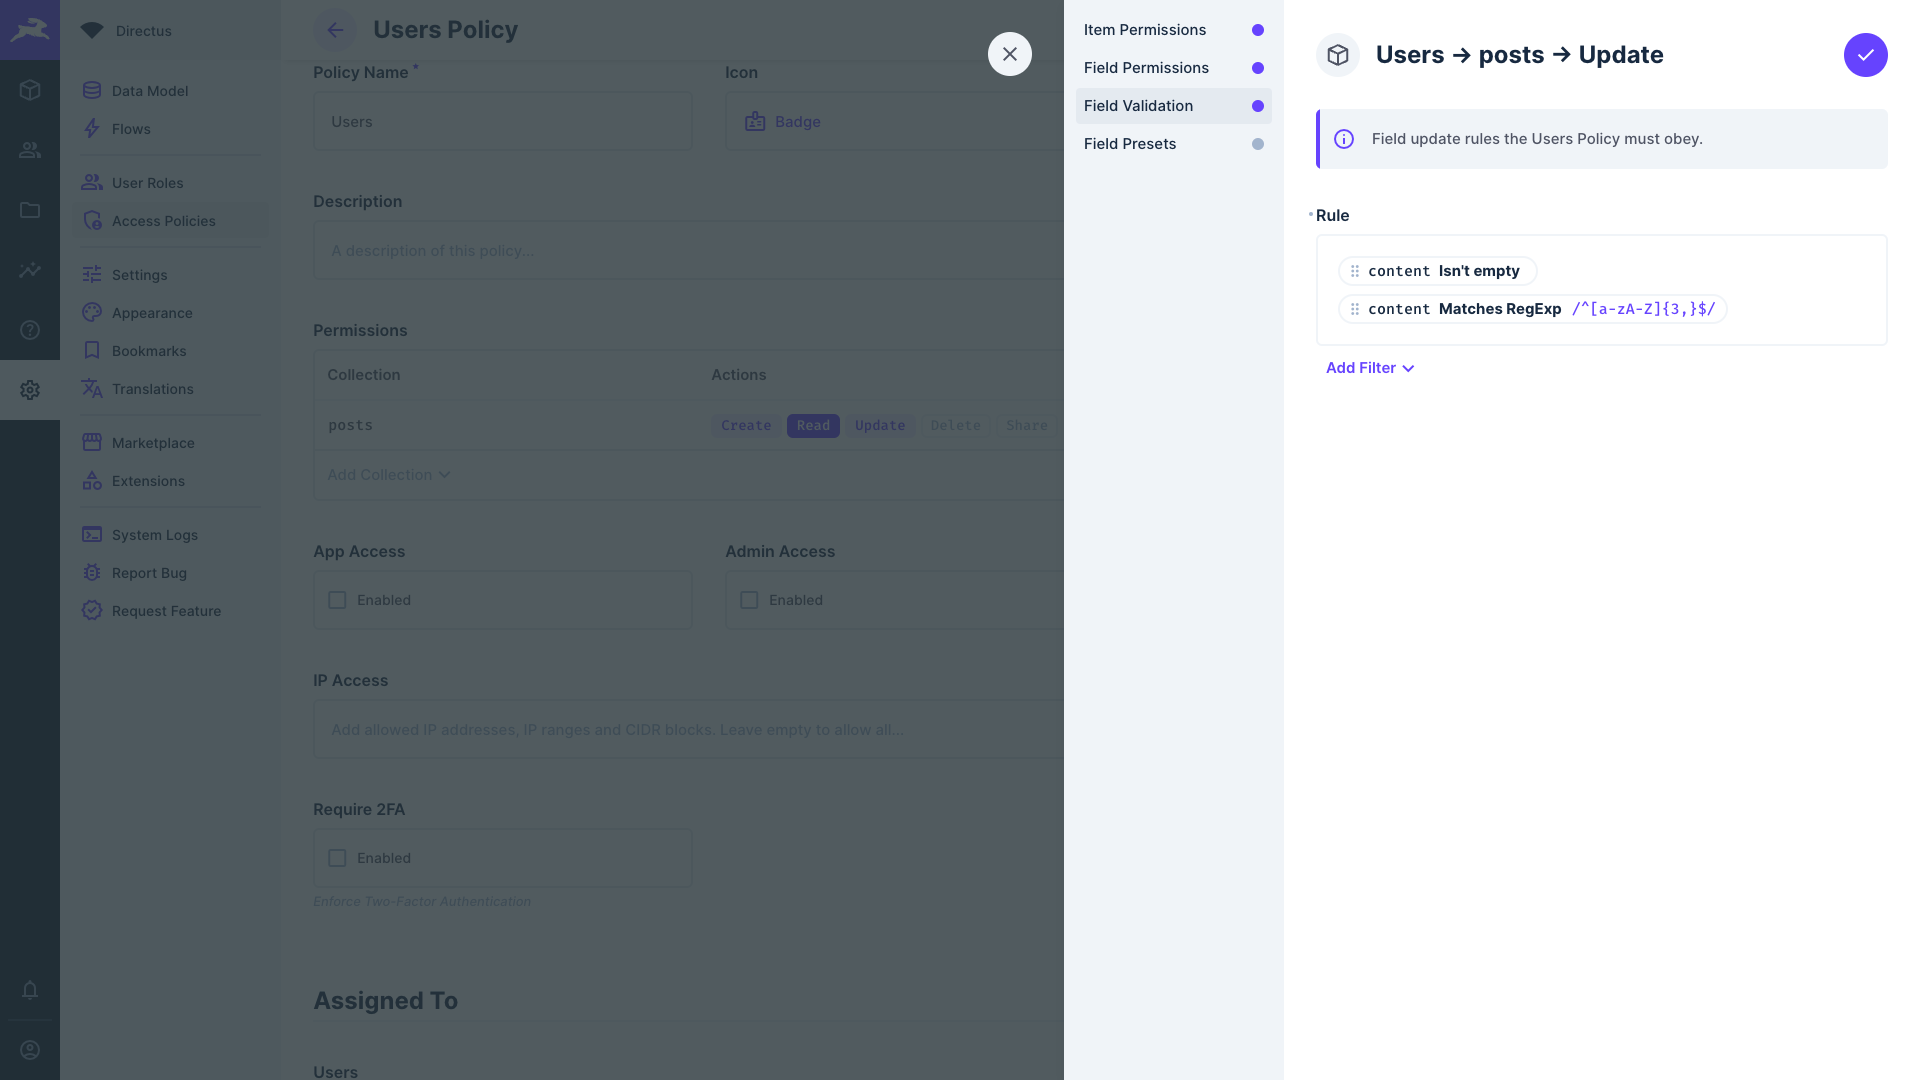 Directus
Data Model
Flows
User Roles
Access Policies
Settings
Appearance
Bookmarks
Translations
Marketplace
Extensions
System Logs
Report Bug
Request Feature
Users Policy
Policy Name *
Icon
Users
Badge
Description
A description of this policy...
Permissions
Collection Actions
posts Create Read Update Delete Share
Add Collection
App Access
Admin Access
Enabled
Enabled
IP Access
Add allowed IP addresses, IP ranges and CIDR blocks. Leave empty to allow all...
Require 2FA
Enabled
Enforce Two-Factor Authentication
Assigned To
Users
Item Permissions
Field Permissions
Field Validation
Field Presets
Users → posts → Update
Field update rules the Users Policy must obey.
Rule
content Isn't empty
content Matches RegExp /^[a-zA-Z]{3,}$/
Add Filter